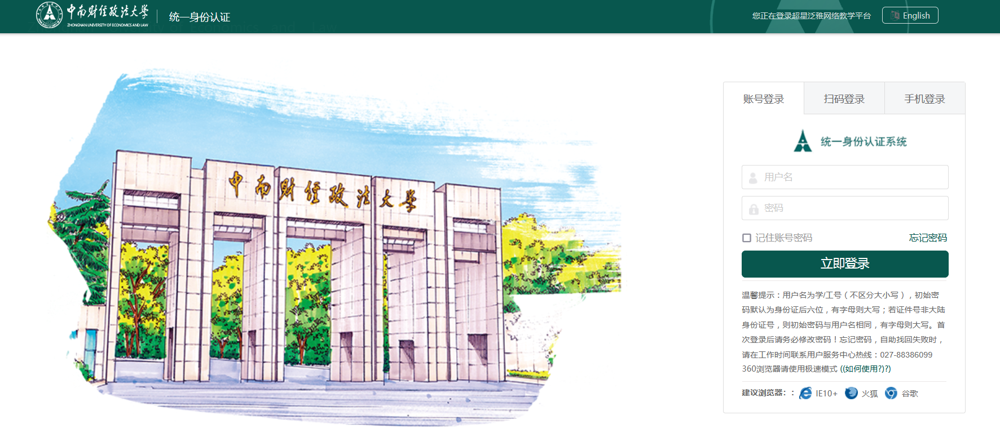 中南财经政法大学
ZHONGNAN UNIVERSITY OF ECONOMICS AND LAW
统一身份认证
您正在登录超星泛雅网络教学平台
English
账号登录
扫码登录
手机登录
中南财经政法大学
统一身份认证系统
用户名
密码
记住账号密码
忘记密码
立即登录
温馨提示：用户名为学/工号（不区分大小写），初始密
码默认为身份证后六位，有字母则大写；若证件号非大陆
身份证号，则初始密码与用户名相同，有字母则大写。首
次登录后请务必修改密码！忘记密码，自助找回失败时，
请在工作时间联系用户服务中心热线：027-88386099
360浏览器请使用极速模式 ((如何使用?)?)
建议浏览器：： IE10+ 火狐 谷歌